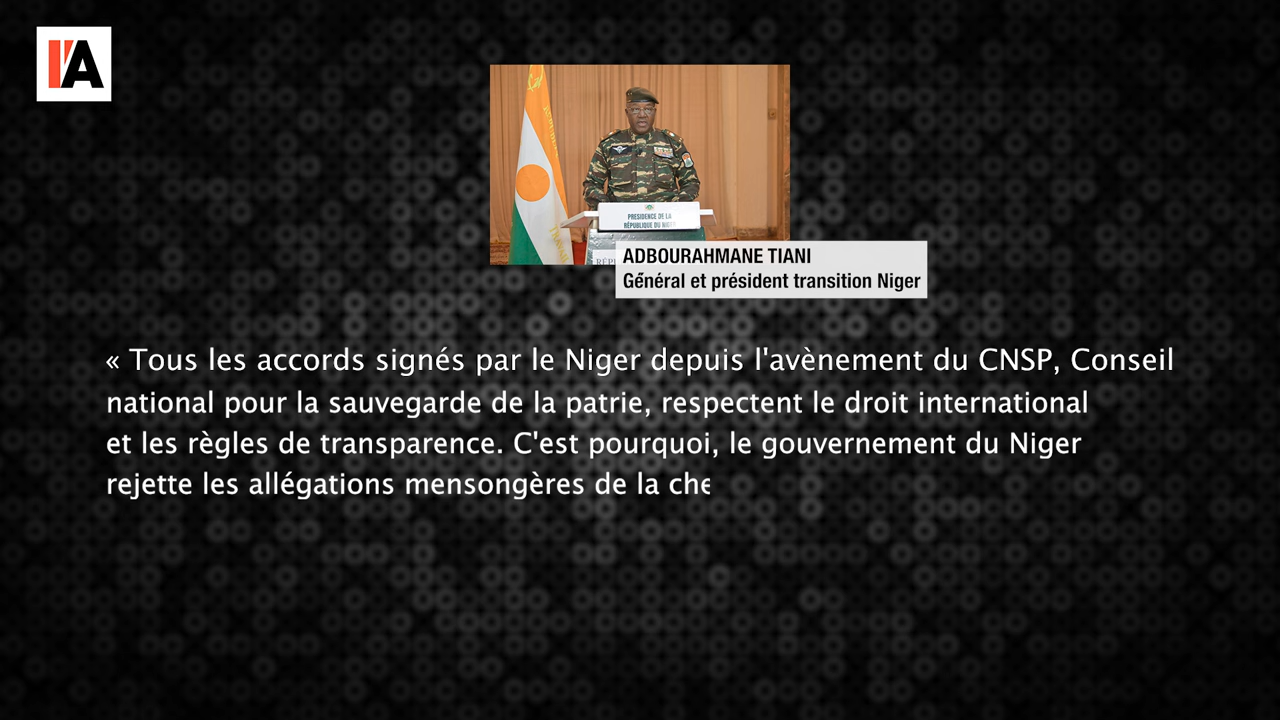 I'A
PRESIDENCE DE LA
RÉPUBLIQUE DU NIGER
RÉPU
ADBOURAHMANE TIANI
Général et président transition Niger
« Tous les accords signés par le Niger depuis l'avènement du CNSP, Conseil
national pour la sauvegarde de la patrie, respectent le droit international
et les règles de transparence. C'est pourquoi, le gouvernement du Niger
rejette les allégations mensongères de la che